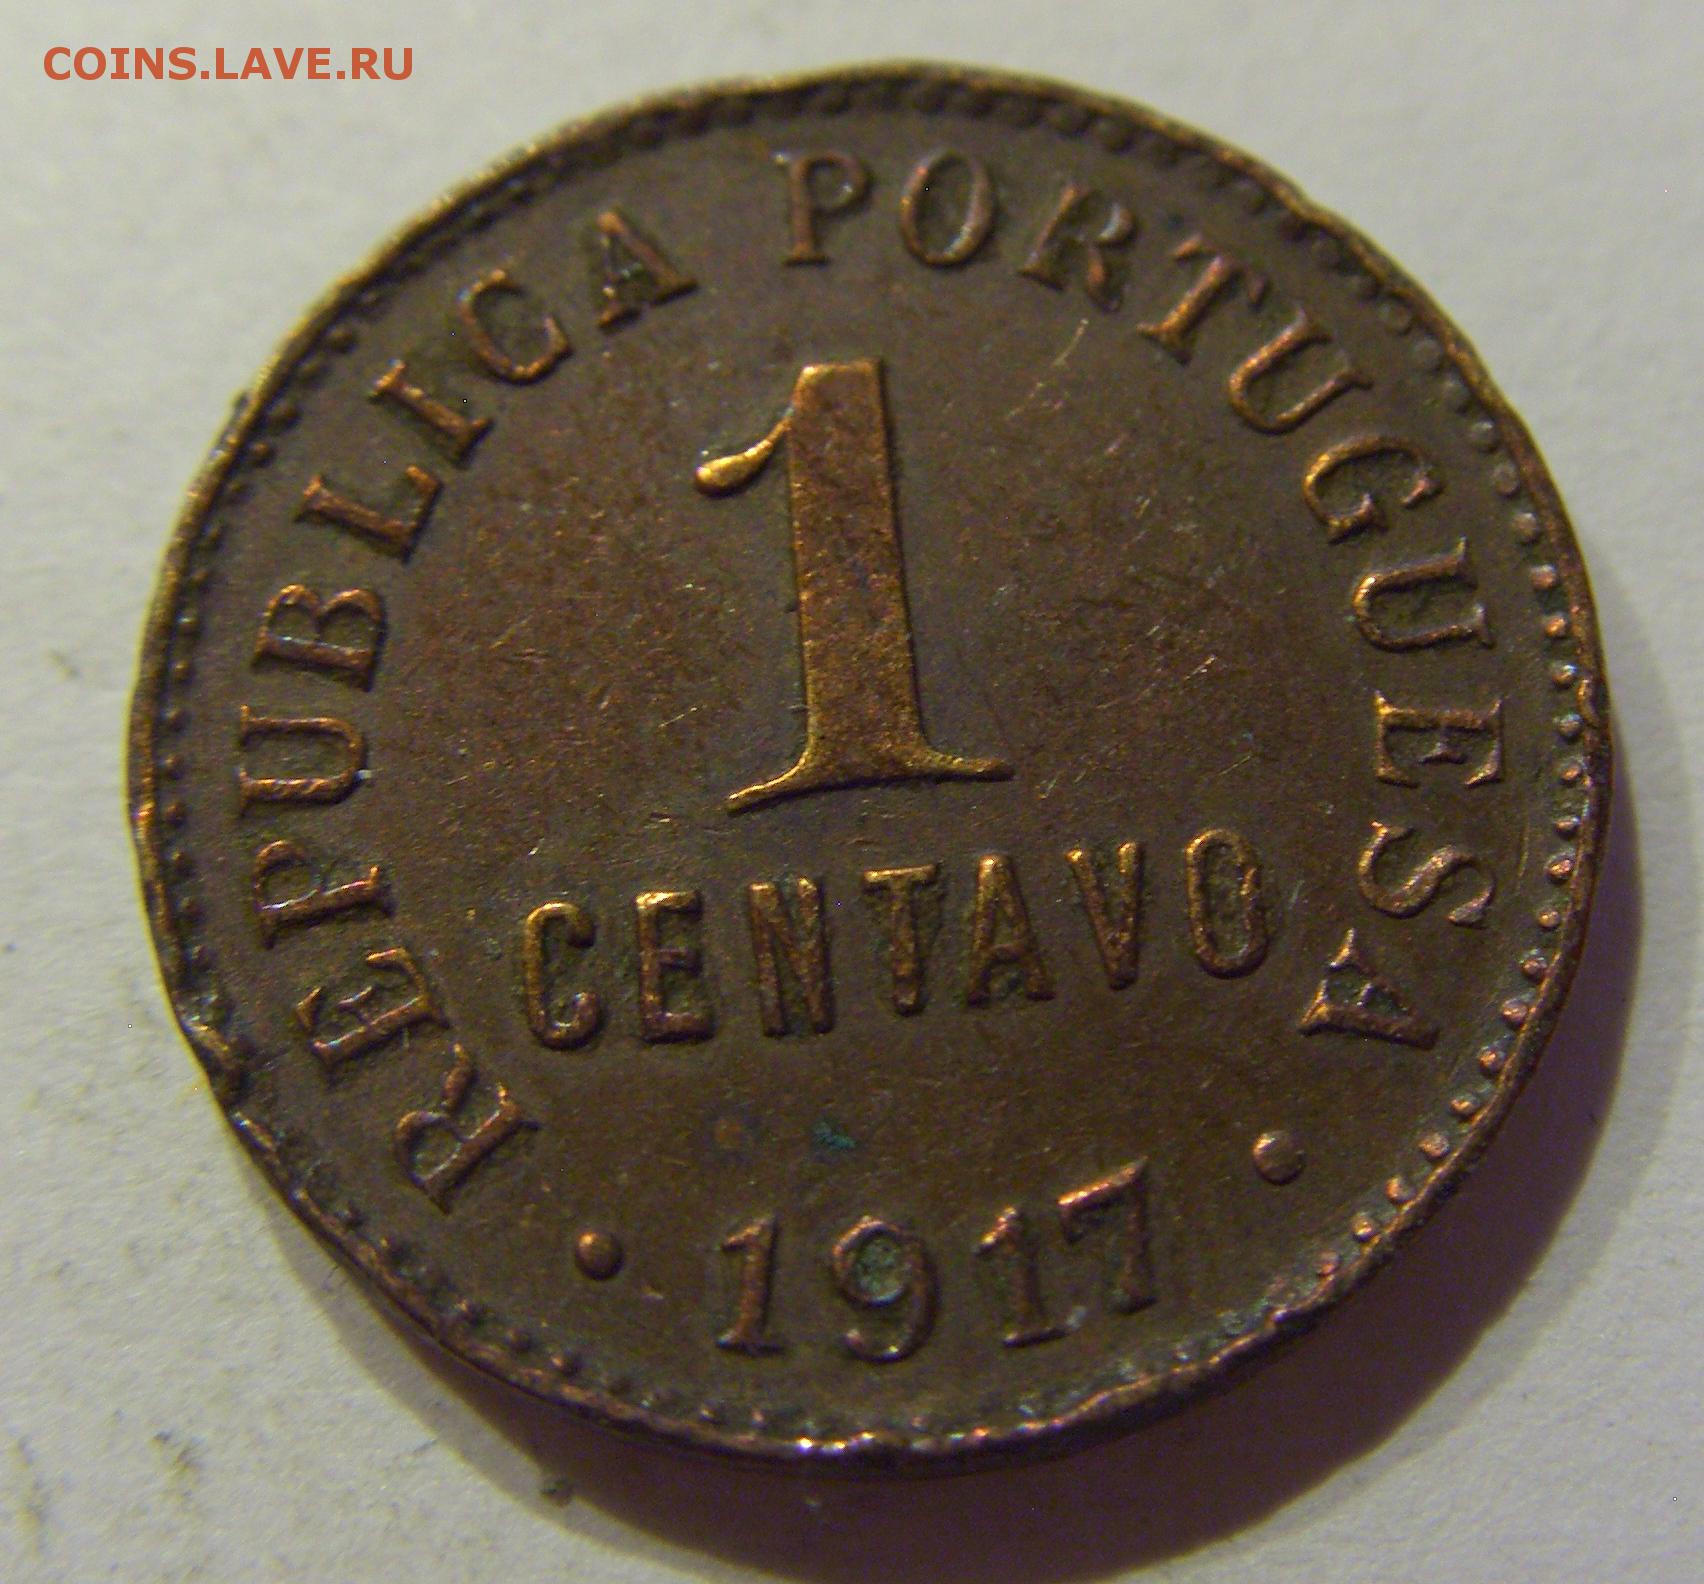 COINS.LAVE.RU
REPUBLICA PORTUGUESA
1
CENTAVO
• 1917 •